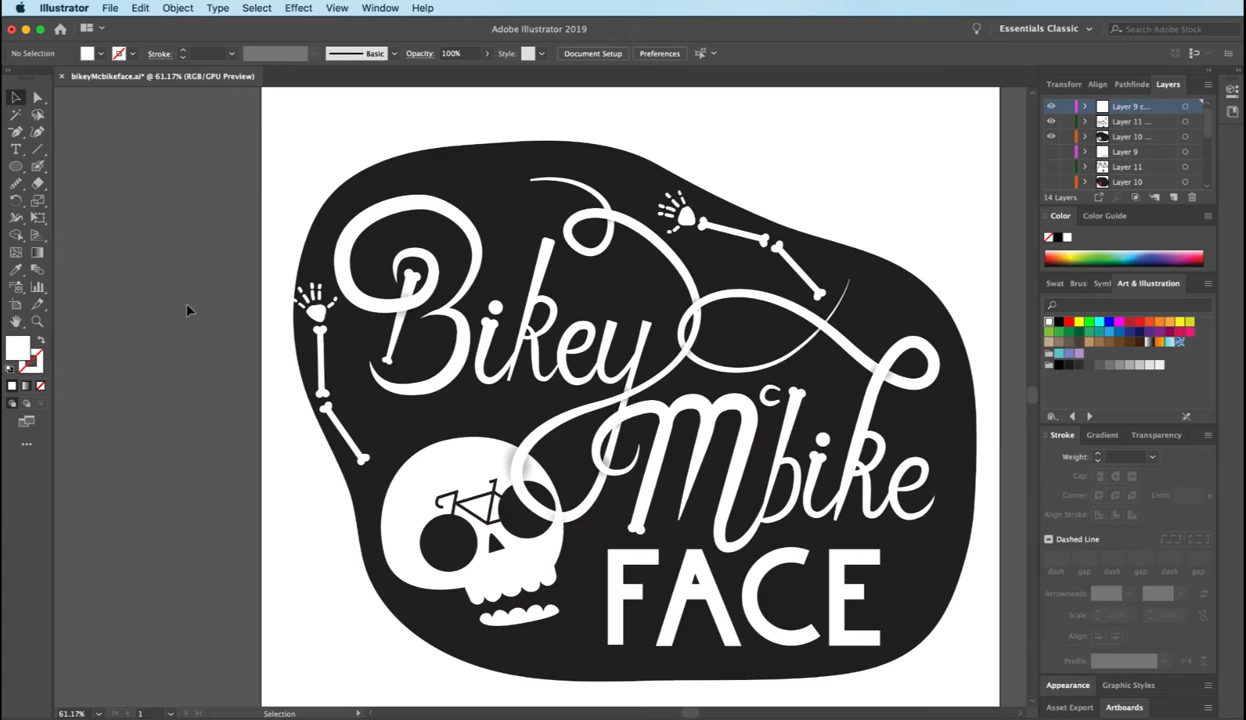 Illustrator File Edit Object Type Select Effect View Window Help
Adobe Illustrator 2019
Essentials Classic
Search Adobe Stock
No Selection
Stroke:
Basic
Opacity: 100%
Style:
Document Setup
Preferences
bikeyMcbikeface.ai* @ 61.17% (RGB/GPU Preview)
Transform Align Pathfinde Layers
Layer 9 c...
Layer 11 ...
Layer 10 ...
Layer 9
Layer 11
Layer 10
14 Layers
Color Color Guide
Swat Brus Syml Art & Illustration
Stroke Gradient Transparency
Weight:
Cap:
Corner: Limit:
Align Stroke:
Dashed Line
dash gap dash gap dash gap
Arrowheads:
Scale:
Align:
Profile:
Appearance Graphic Styles
Asset Export Artboards
Bikey
Mcbike
FACE
61.17% 1 Selection